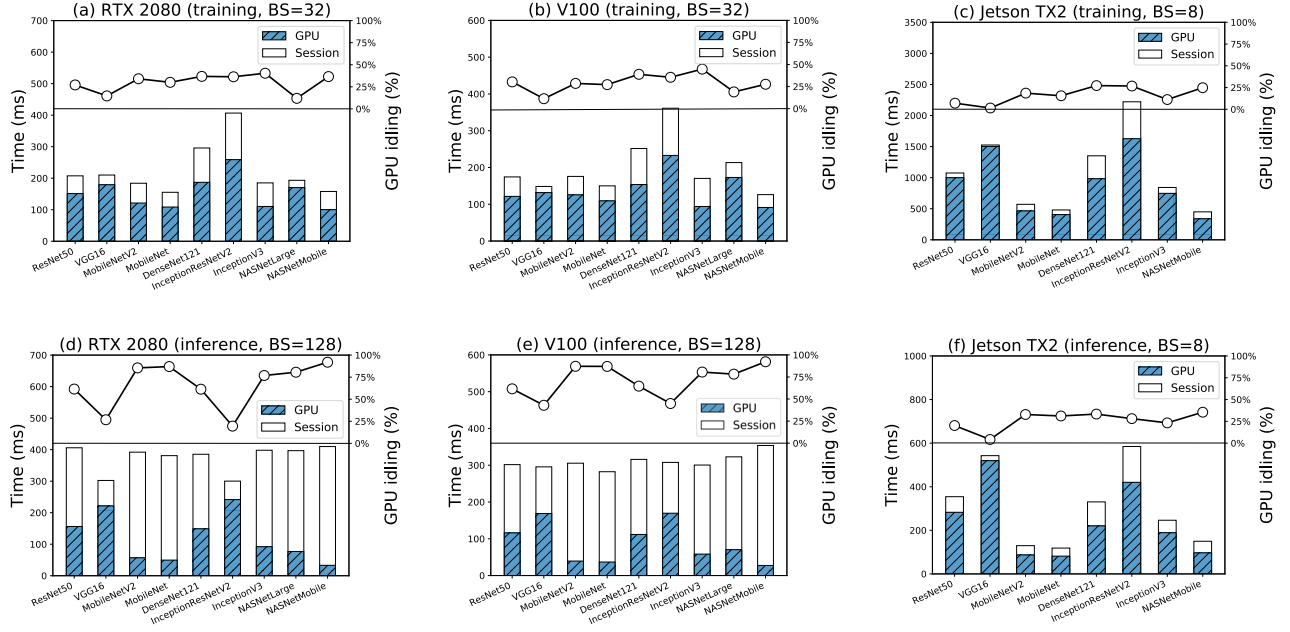 (a) RTX 2080 (training, BS=32)
700
600
500
400
300
200
100
0
Time (ms)
100%
75%
50%
25%
0%
GPU idling (%)
GPU
Session
ResNet50
VGG16
MobileNetV2
MobileNet
DenseNet121
InceptionResNetV2
InceptionV3
NASNetLarge
NASNetMobile
(b) V100 (training, BS=32)
600
500
400
300
200
100
0
Time (ms)
100%
75%
50%
25%
0%
GPU idling (%)
GPU
Session
ResNet50
VGG16
MobileNetV2
MobileNet
DenseNet121
InceptionResNetV2
InceptionV3
NASNetLarge
NASNetMobile
(c) Jetson TX2 (training, BS=8)
3500
3000
2500
2000
1500
1000
500
0
Time (ms)
100%
75%
50%
25%
0%
GPU idling (%)
GPU
Session
ResNet50
VGG16
MobileNetV2
MobileNet
DenseNet121
InceptionResNetV2
InceptionV3
NASNetMobile
(d) RTX 2080 (inference, BS=128)
700
600
500
400
300
200
100
0
Time (ms)
100%
75%
50%
25%
0%
GPU idling (%)
GPU
Session
ResNet50
VGG16
MobileNetV2
MobileNet
DenseNet121
InceptionResNetV2
InceptionV3
NASNetLarge
NASNetMobile
(e) V100 (inference, BS=128)
600
500
400
300
200
100
0
Time (ms)
100%
75%
50%
25%
0%
GPU idling (%)
GPU
Session
ResNet50
VGG16
MobileNetV2
MobileNet
DenseNet121
InceptionResNetV2
InceptionV3
NASNetLarge
NASNetMobile
(f) Jetson TX2 (inference, BS=8)
1000
800
600
400
200
0
Time (ms)
100%
75%
50%
25%
0%
GPU idling (%)
GPU
Session
ResNet50
VGG16
MobileNetV2
MobileNet
DenseNet121
InceptionResNetV2
InceptionV3
NASNetMobile